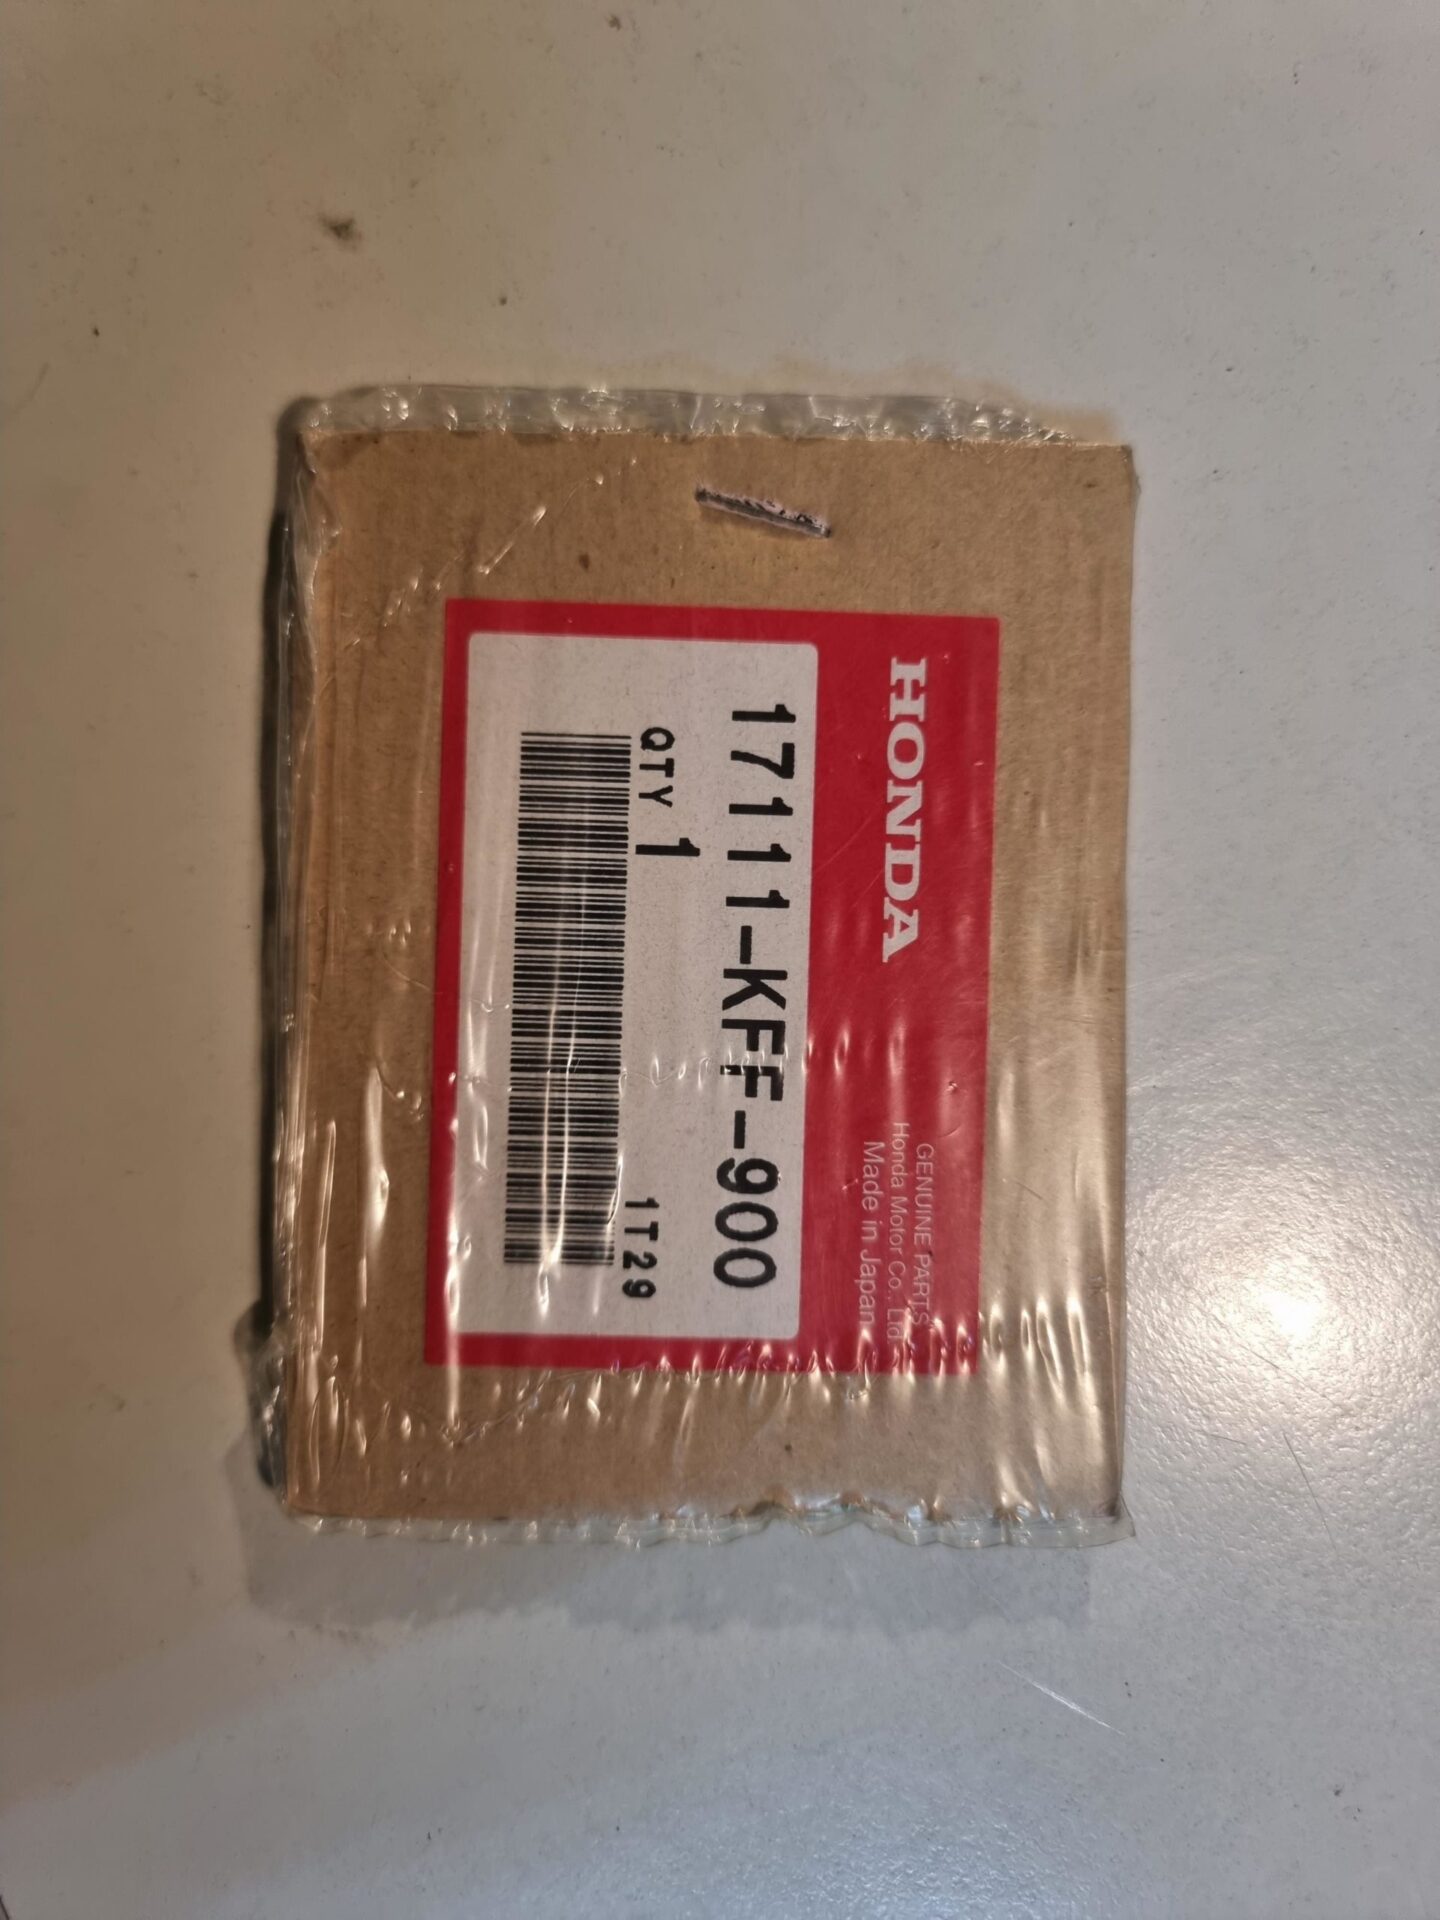 HONDA
GENUINE PARTS
Honda Motor Co., Ltd.
Made in Japan
17111-KFF-900
QTY 1
1T29